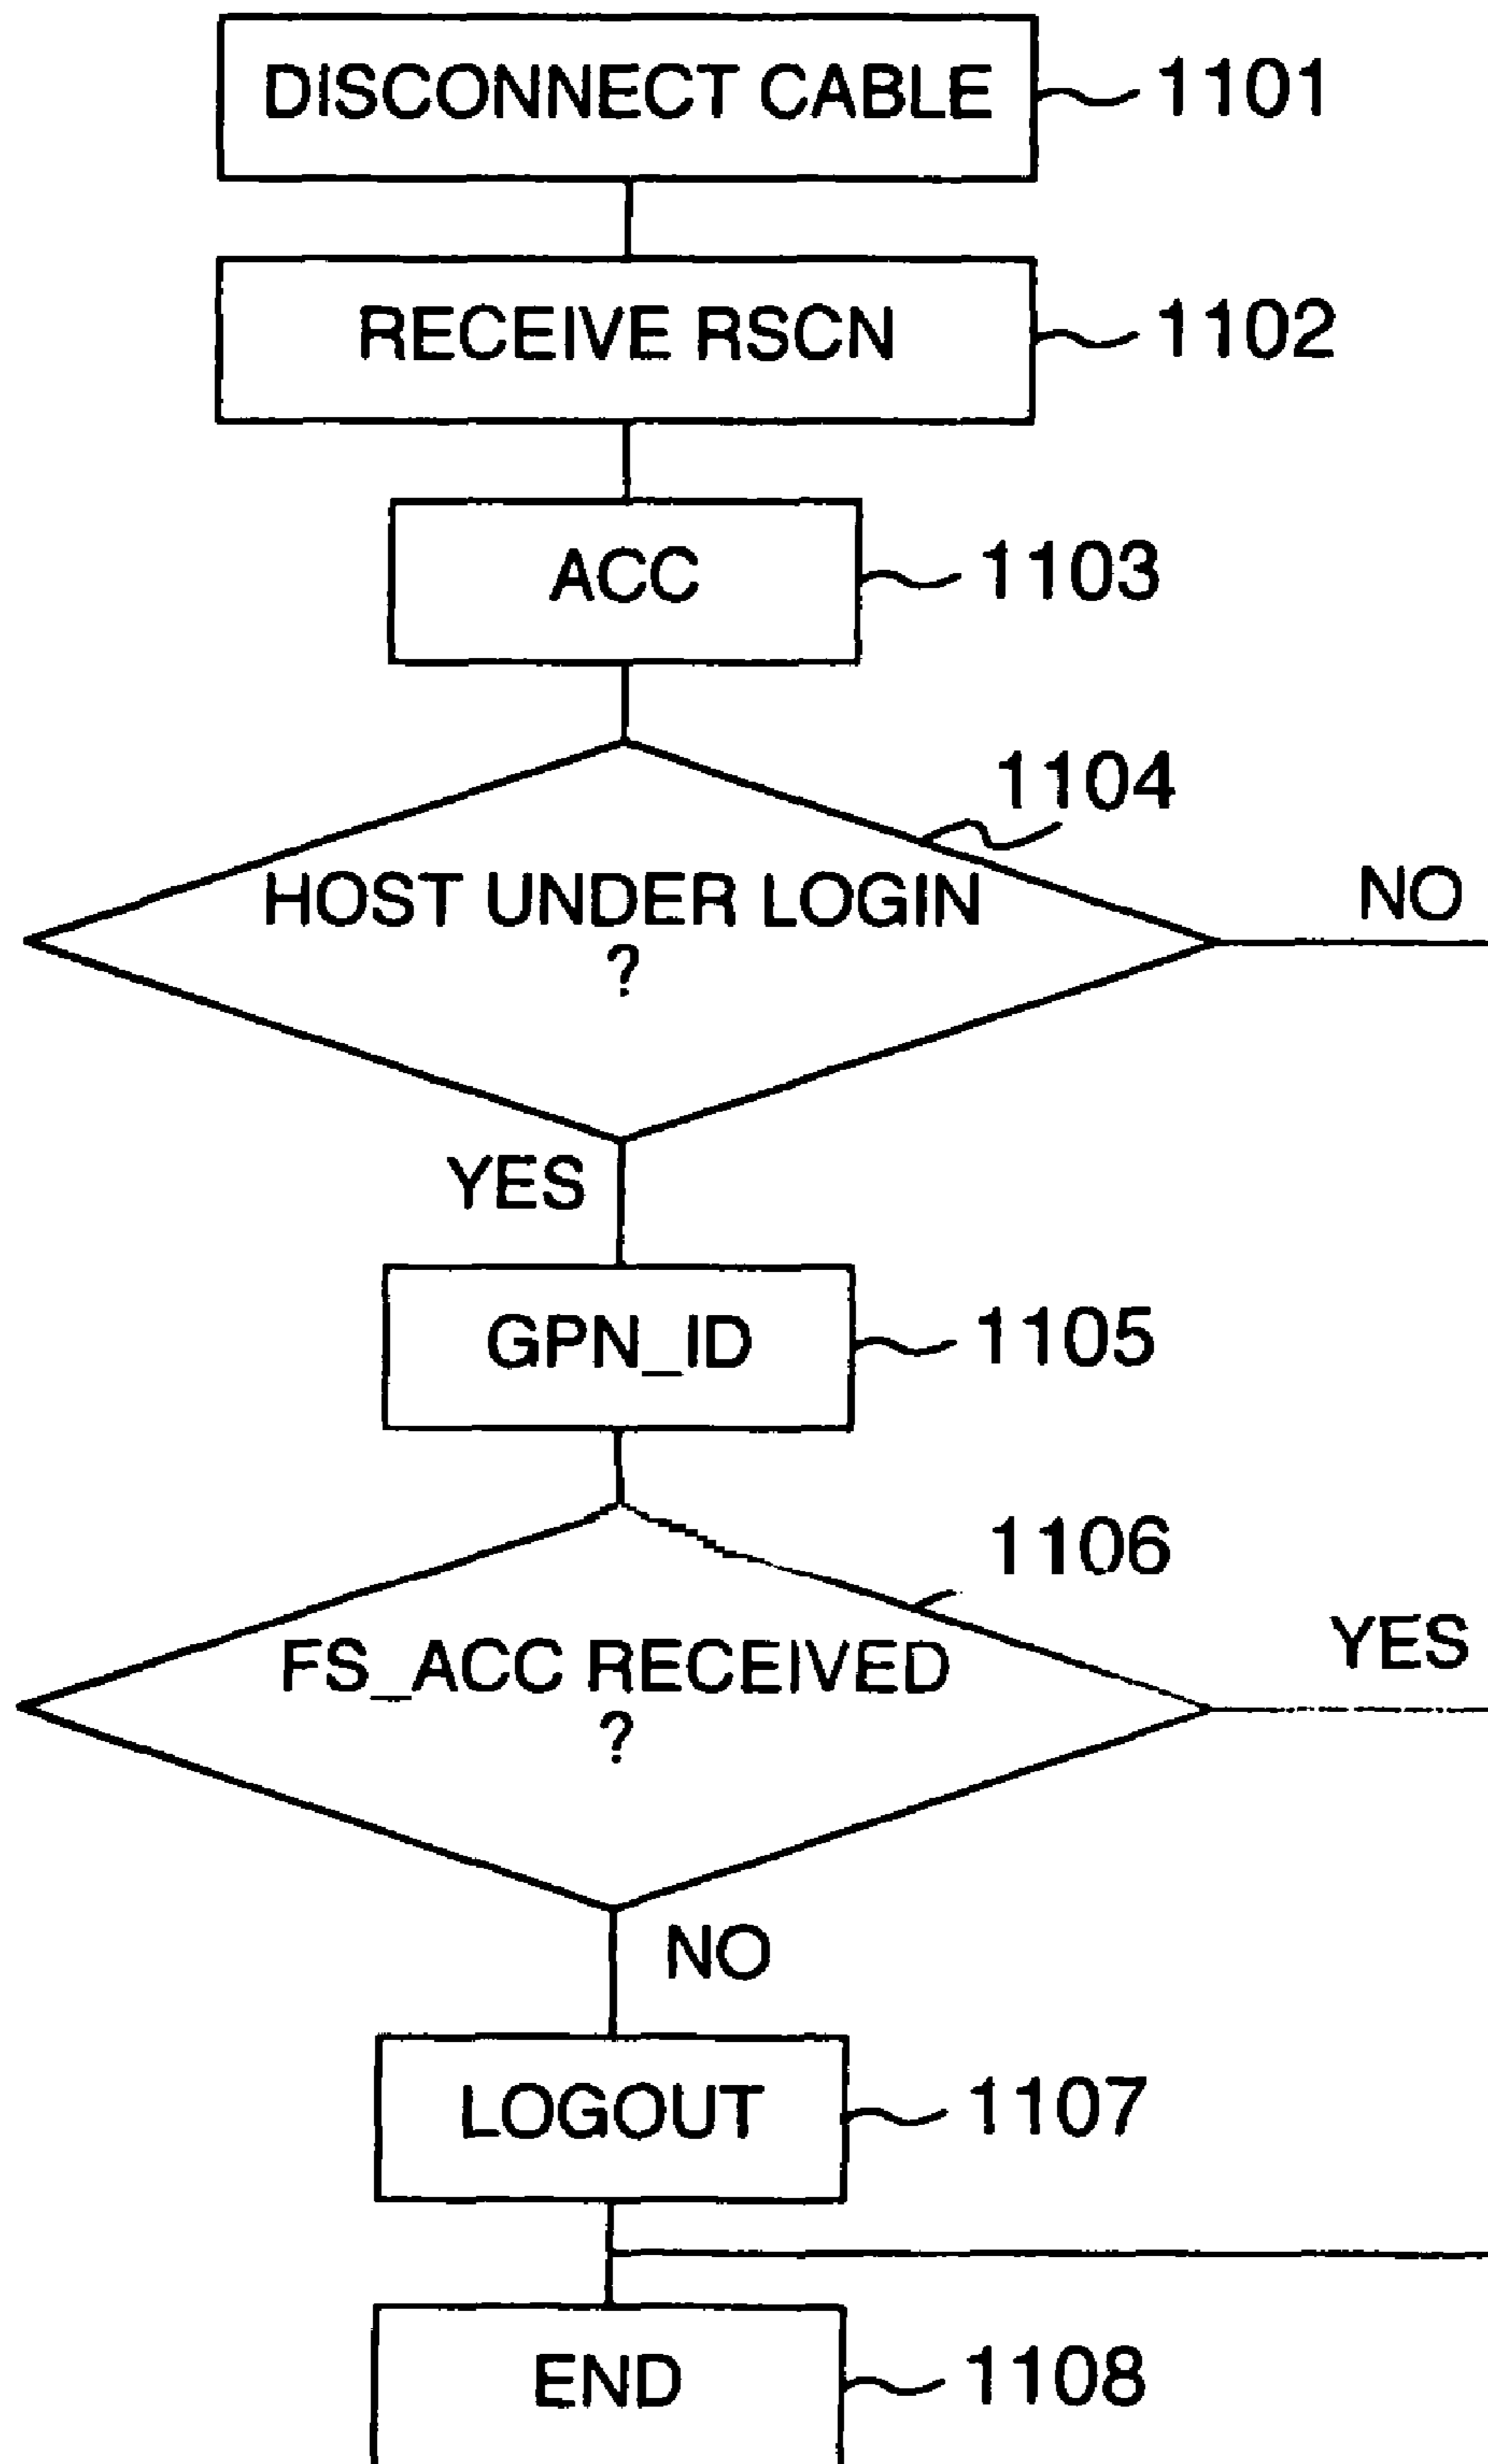 DISCONNECT CABLE 1101
RECEIVE RSCN 1102
ACC 1103
1104
HOST UNDER LOGIN
?
NO
YES
GPN_ID 1105
1106
FS_ACC RECEIVED
?
YES
NO
LOGOUT 1107
END 1108